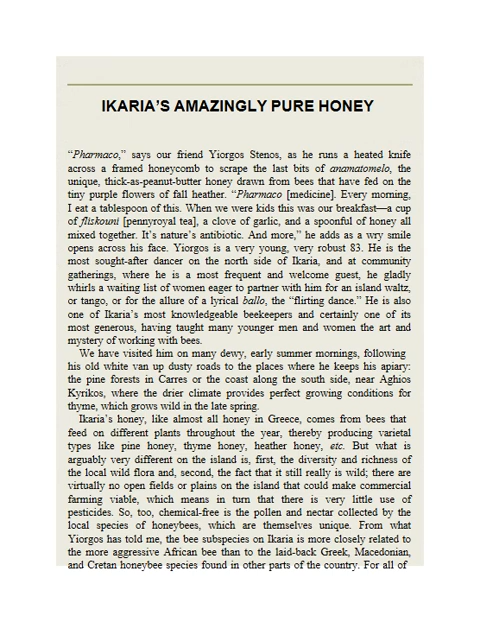 IKARIA'S AMAZINGLY PURE HONEY
“Pharmaco,” says our friend Yiorgos Stenos, as he runs a heated knife
across a framed honeycomb to scrape the last bits of anamatomelo, the
unique, thick-as-peanut-butter honey drawn from bees that have fed on the
tiny purple flowers of fall heather. “Pharmaco [medicine]. Every morning,
I eat a tablespoon of this. When we were kids this was our breakfast—a cup
of fliskouni [pennyroyal tea], a clove of garlic, and a spoonful of honey all
mixed together. It’s nature’s antibiotic. And more,” he adds as a wry smile
opens across his face. Yiorgos is a very young, very robust 83. He is the
most sought-after dancer on the north side of Ikaria, and at community
gatherings, where he is a most frequent and welcome guest, he gladly
whirls a waiting list of women eager to partner with him for an island waltz,
or tango, or for the allure of a lyrical ballo, the “flirting dance.” He is also
one of Ikaria’s most knowledgeable beekeepers and certainly one of its
most generous, having taught many younger men and women the art and
mystery of working with bees.
We have visited him on many dewy, early summer mornings, following
his old white van up dusty roads to the places where he keeps his apiary:
the pine forests in Carres or the coast along the south side, near Aghios
Kyrikos, where the drier climate provides perfect growing conditions for
thyme, which grows wild in the late spring.
Ikaria’s honey, like almost all honey in Greece, comes from bees that
feed on different plants throughout the year, thereby producing varietal
types like pine honey, thyme honey, heather honey, etc. But what is
arguably very different on the island is, first, the diversity and richness of
the local wild flora and, second, the fact that it still really is wild; there are
virtually no open fields or plains on the island that could make commercial
farming viable, which means in turn that there is very little use of
pesticides. So, too, chemical-free is the pollen and nectar collected by the
local species of honeybees, which are themselves unique. From what
Yiorgos has told me, the bee subspecies on Ikaria is more closely related to
the more aggressive African bee than to the laid-back Greek, Macedonian,
and Cretan honeybee species found in other parts of the country. For all of